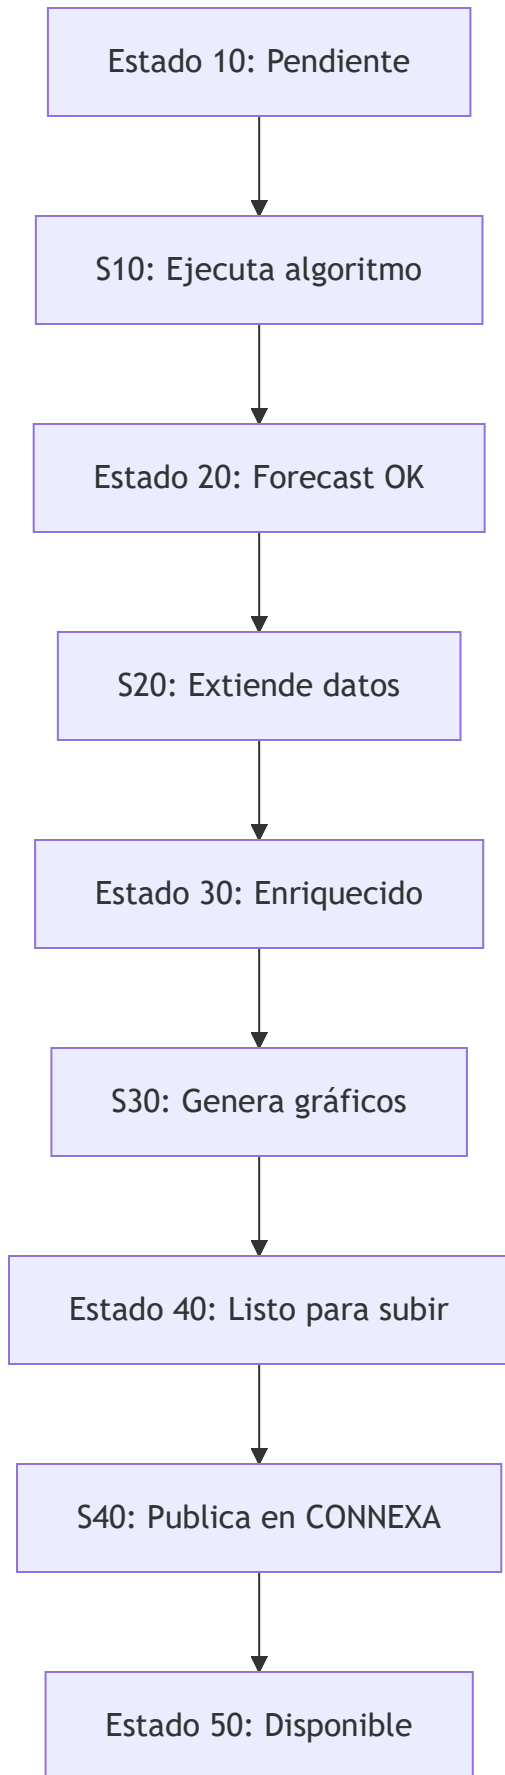 Estado 10: Pendiente
S10: Ejecuta algoritmo
Estado 20: Forecast OK
S20: Extiende datos
Estado 30: Enriquecido
S30: Genera gráficos
Estado 40: Listo para subir
S40: Publica en CONNEXA
Estado 50: Disponible